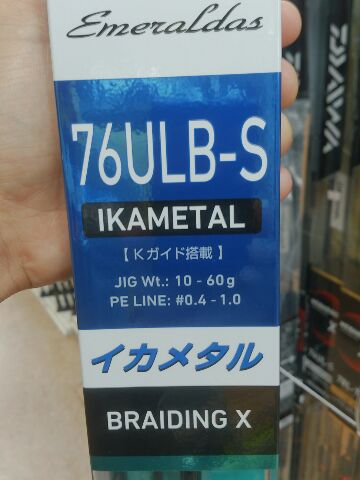 Emeraldas
76ULB-S
IKAMETAL
【Kガイド搭載】
JIG Wt.: 10 - 60g
PE LINE: #0.4 - 1.0
イカメタル
BRAIDING X
DAIWA